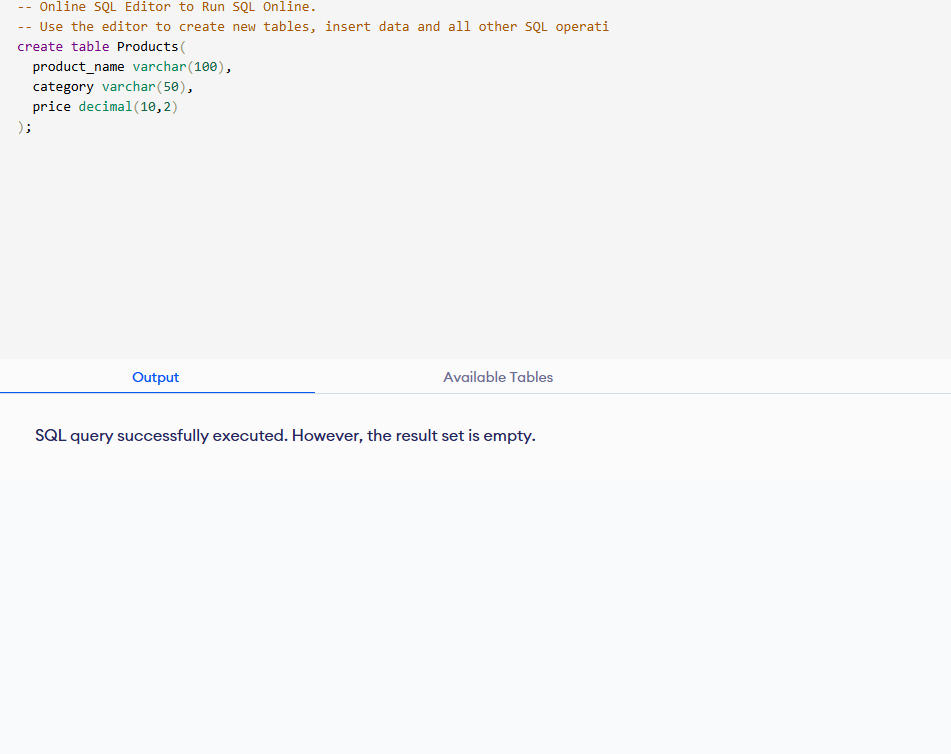 -- Online SQL Editor to Run SQL Online.
-- Use the editor to create new tables, insert data and all other SQL operati
create table Products(
  product_name varchar(100),
  category varchar(50),
  price decimal(10,2)
);
Output
Available Tables
SQL query successfully executed. However, the result set is empty.